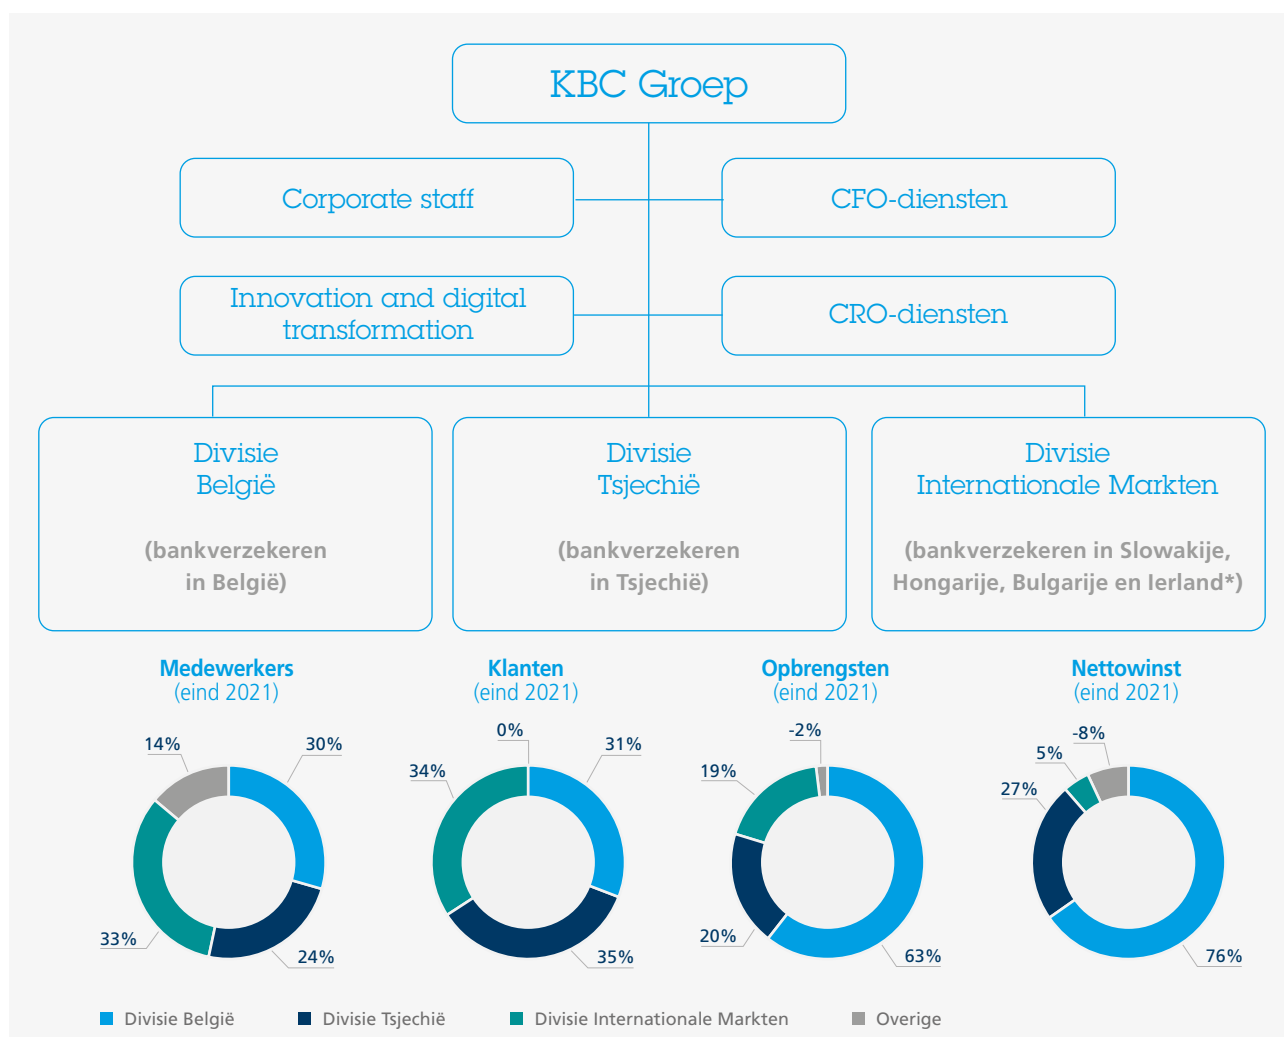 KBC Groep
Corporate staff
CFO-diensten
Innovation and digital
transformation
CRO-diensten
Divisie
België
(bankverzekeren
in België)
Divisie
Tsjechië
(bankverzekeren
in Tsjechië)
Divisie
Internationale Markten
(bankverzekeren in Slowakije,
Hongarije, Bulgarije en Ierland*)
Medewerkers
(eind 2021)
14%
30%
33%
24%
Klanten
(eind 2021)
0%
31%
34%
35%
Opbrengsten
(eind 2021)
-2%
19%
20%
63%
Nettowinst
(eind 2021)
-8%
5%
27%
76%
Divisie België
Divisie Tsjechië
Divisie Internationale Markten
Overige